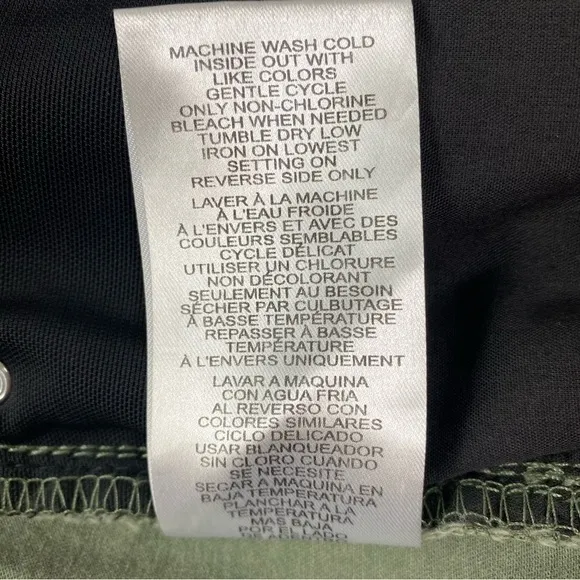 MACHINE WASH COLD
INSIDE OUT WITH
LIKE COLORS
GENTLE CYCLE
ONLY NON-CHLORINE
BLEACH WHEN NEEDED
TUMBLE DRY LOW
IRON ON LOWEST
SETTING ON
REVERSE SIDE ONLY
LAVER À LA MACHINE
À L'EAU FROIDE
À L'ENVERS ET AVEC DES
COULEURS SEMBLABLES
CYCLE DÉLICAT
UTILISER UN CHLORURE
NON DÉCOLORANT
SEULEMENT AU BESOIN
SÉCHER PAR CULBUTAGE
À BASSE TEMPÉRATURE
REPASSER À BASSE
TEMPÉRATURE
À L'ENVERS UNIQUEMENT
LAVAR A MAQUINA
CON AGUA FRIA
AL REVERSO CON
COLORES SIMILARES
CICLO DELICADO
USAR BLANQUEADOR
SIN CLORO CUANDO
SE NECESITE
SECAR A MAQUINA EN
BAJA TEMPERATURA
PLANCHAR A LA
TEMPERATURA
MAS BAJA
POR EL LADO